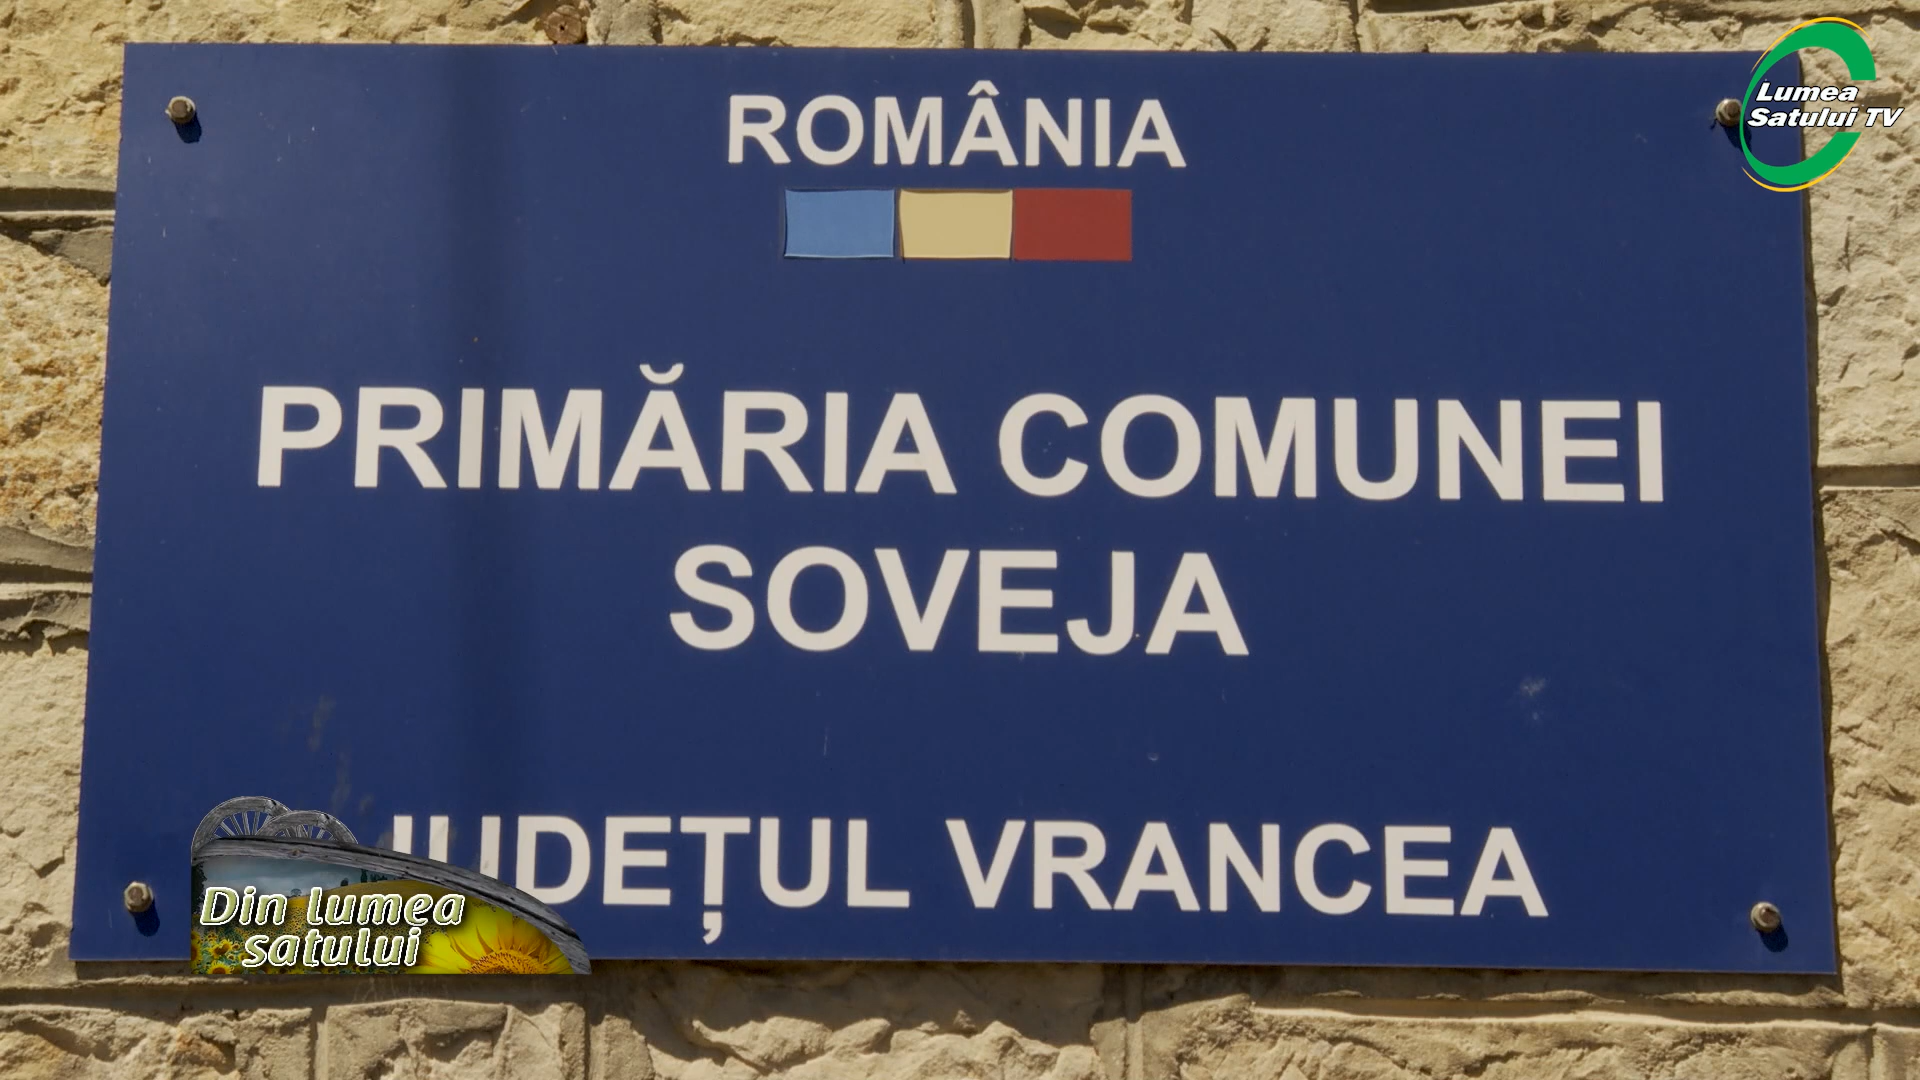 Lumea
Satului TV
ROMÂNIA
PRIMĂRIA COMUNEI
SOVEJA
JUDEȚUL VRANCEA
Din lumea
satului